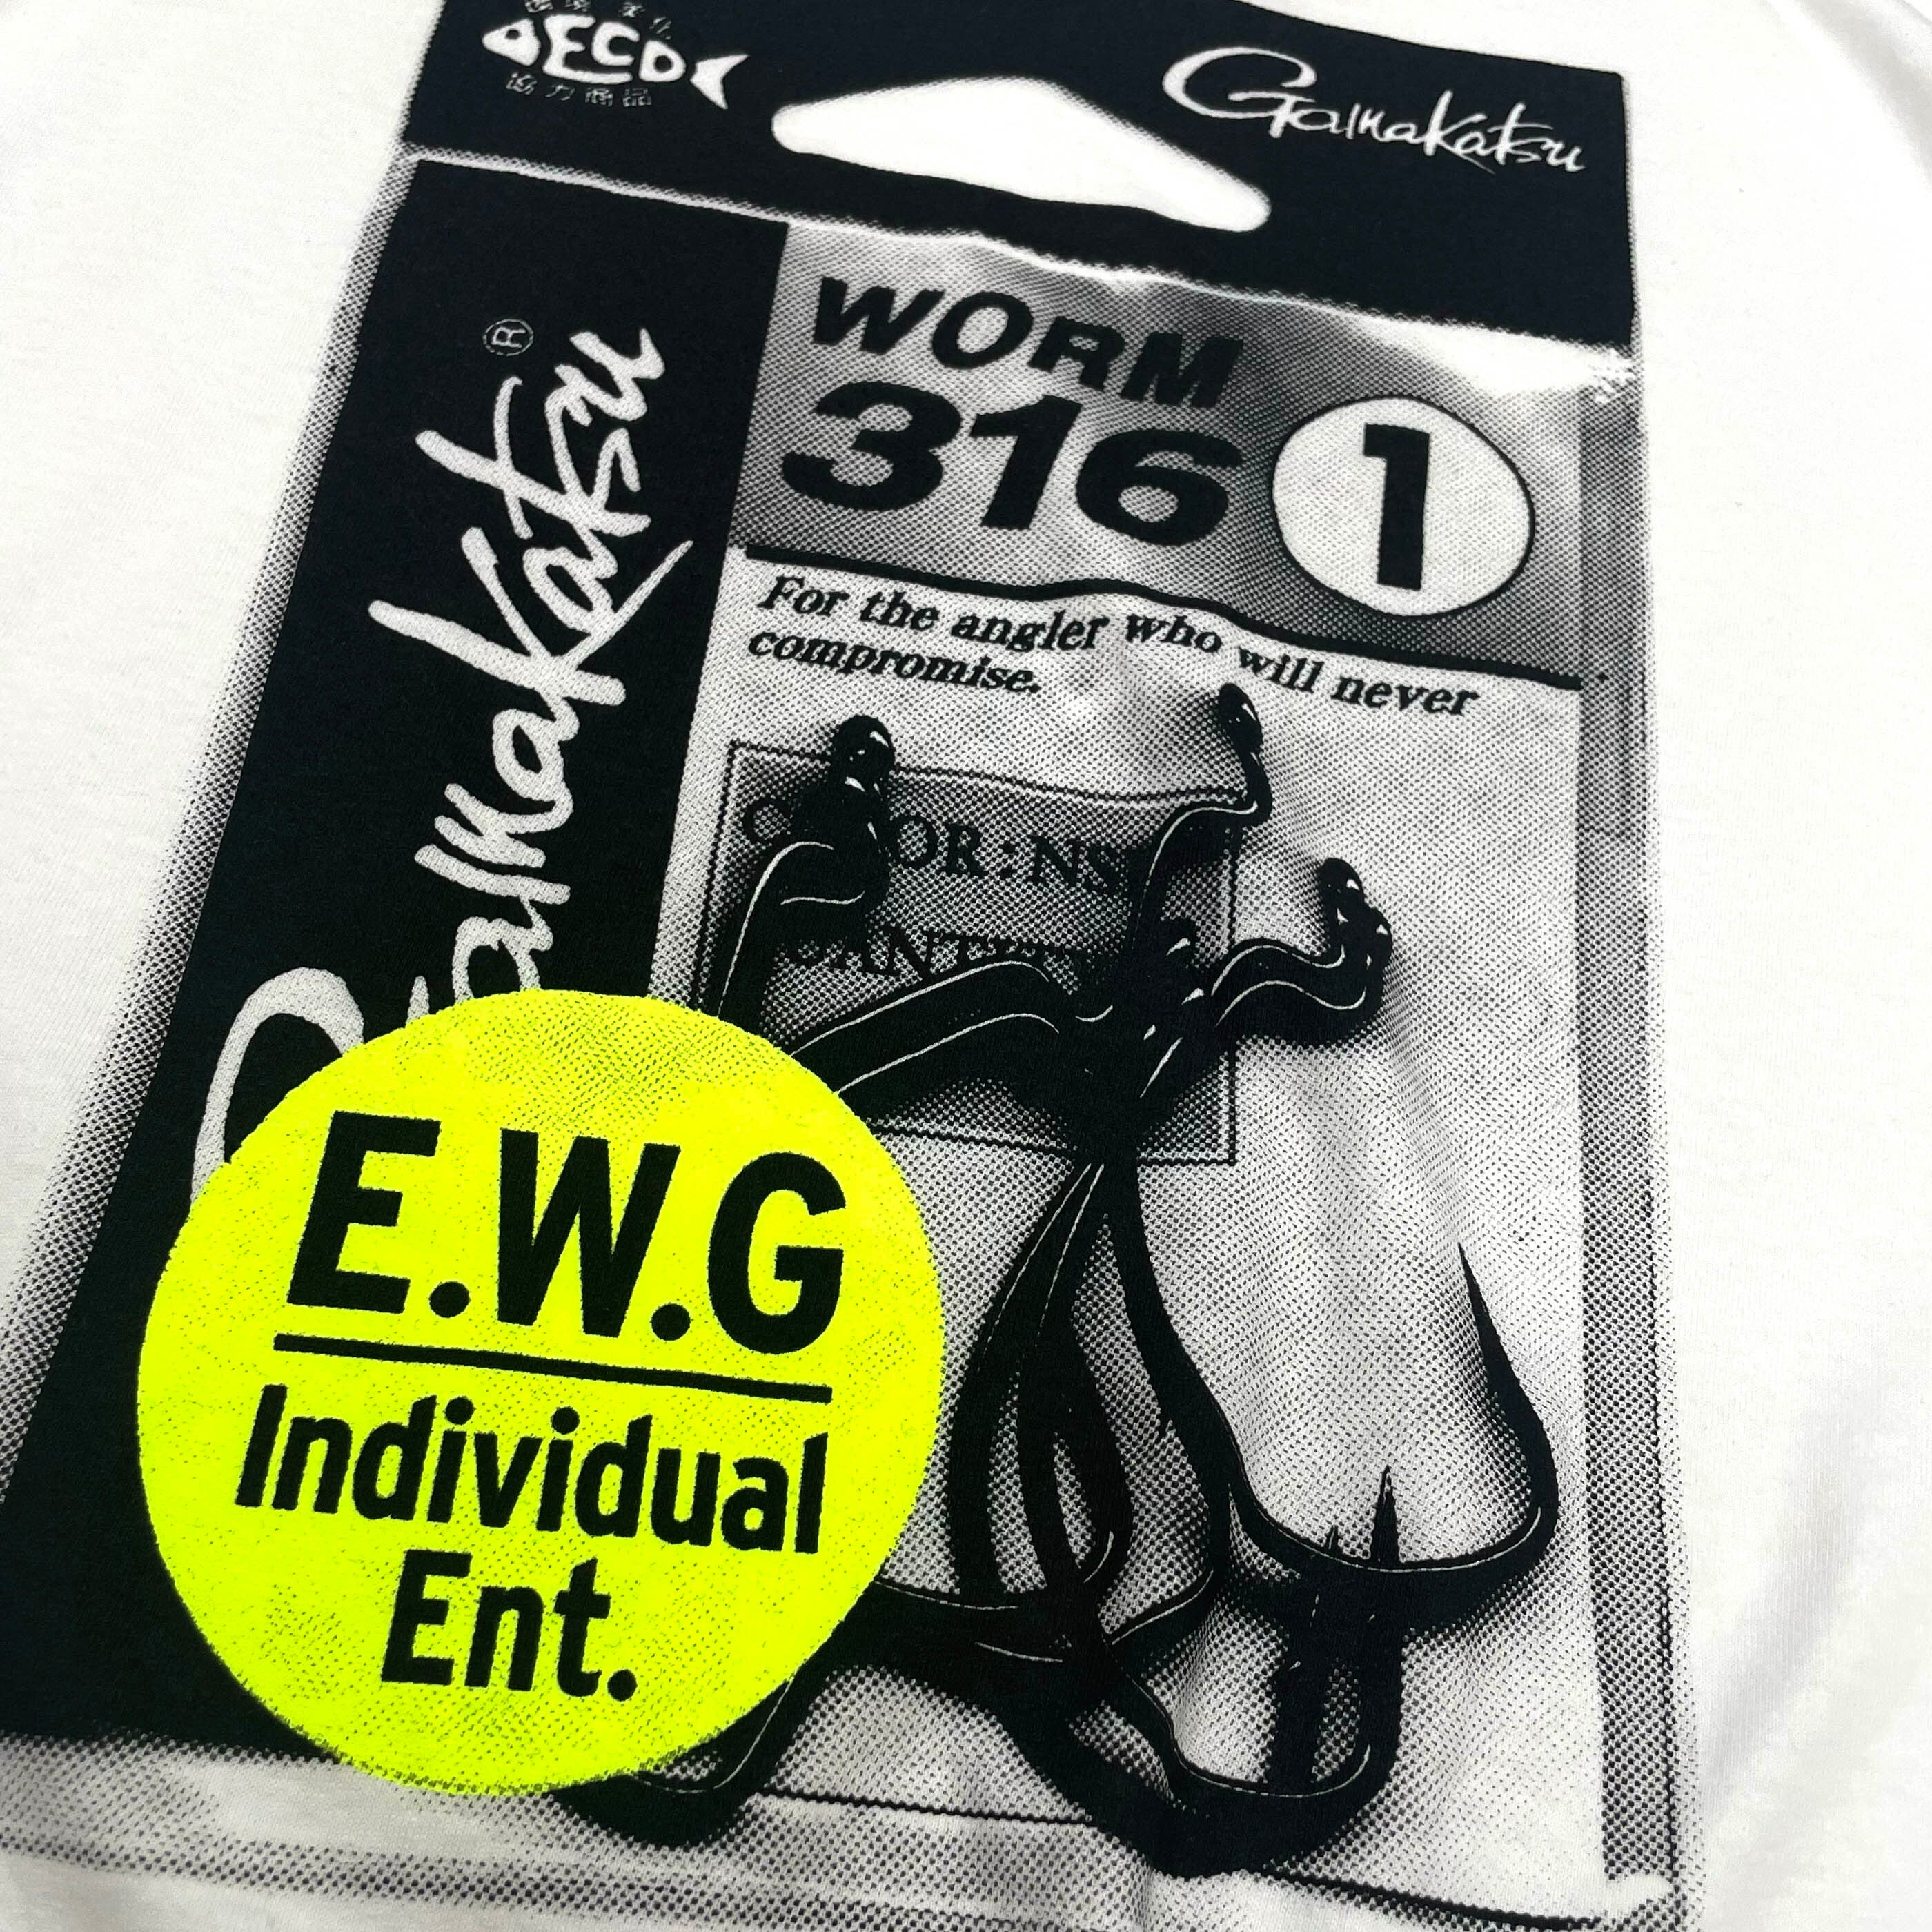 ECD
協力商品
Gamakatsu
WORM
316
1
For the angler who will never
compromise.
Gamakatsu®
E.W.G
Individual
Ent.